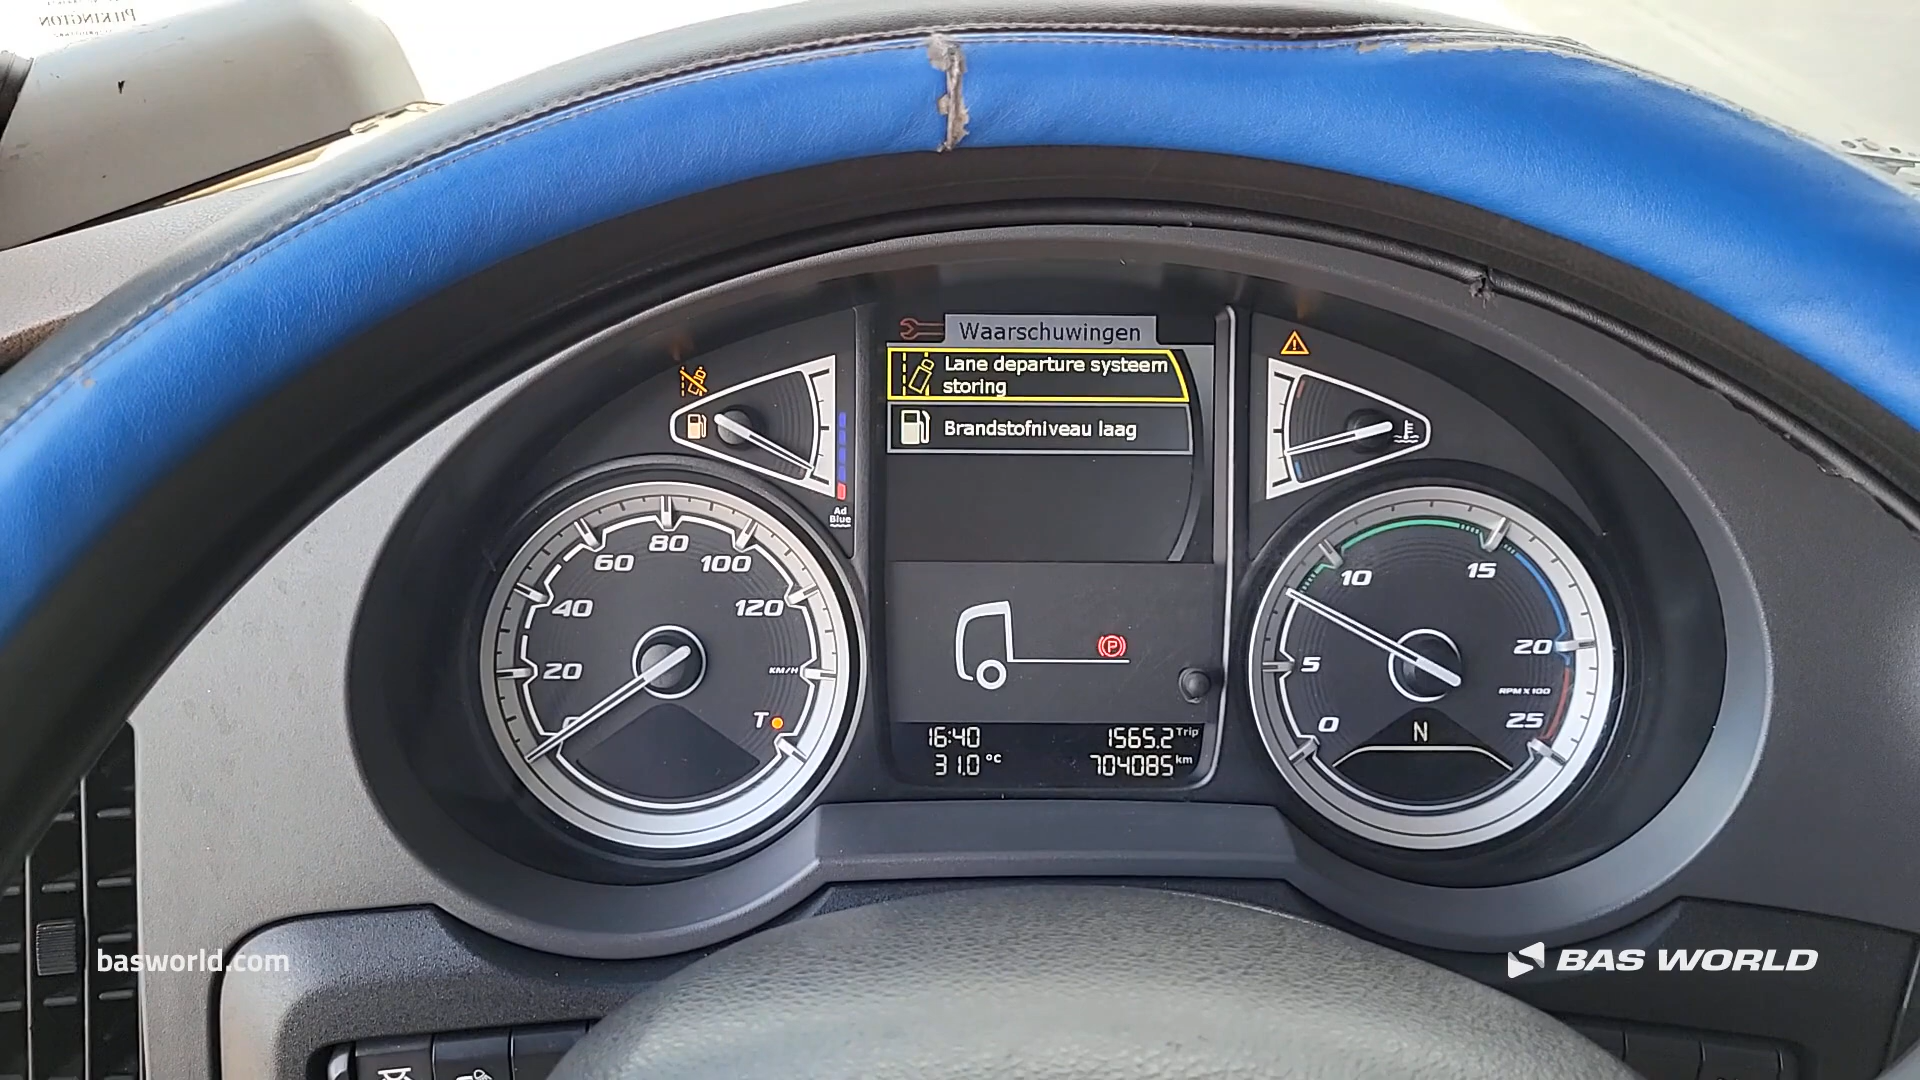 PILKINGTON
Waarschuwingen
Lane departure systeem
storing
Brandstofniveau laag
Ad
Blue
20
40
60
80
100
120
KM/H
T
P
16:40
1565.2 Trip
31.0 °C
704085 km
0
5
10
15
20
25
RPM X 100
N
basworld.com
BAS WORLD